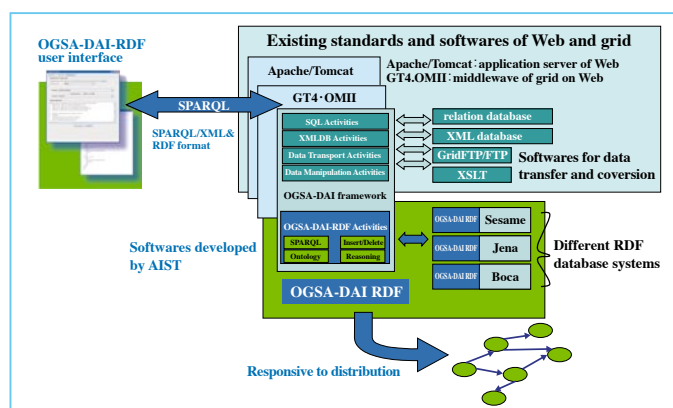 OGSA-DAI-RDF
user interface
Existing standards and softwares of Web and grid
Apache/Tomcat:application server of Web
GT4.OMII:middlewave of grid on Web
Apache/Tomcat
GT4・OMII
SPARQL
SPARQL/XML&
RDF format
SQL Activities
XMLDB Activities
Data Transport Activities
Data Manipulation Activities
OGSA-DAI framework
relation database
XML database
GridFTP/FTP
XSLT
Softwares for data
transfer and coversion
OGSA-DAI-RDF Activities
SPARQL
Insert/Delete
Ontology
Reasoning
OGSA-DAI RDF
Sesame
OGSA-DAI RDF
Jena
OGSA-DAI RDF
Boca
Different RDF
database systems
Softwares developed
by AIST
OGSA-DAI RDF
Responsive to distribution